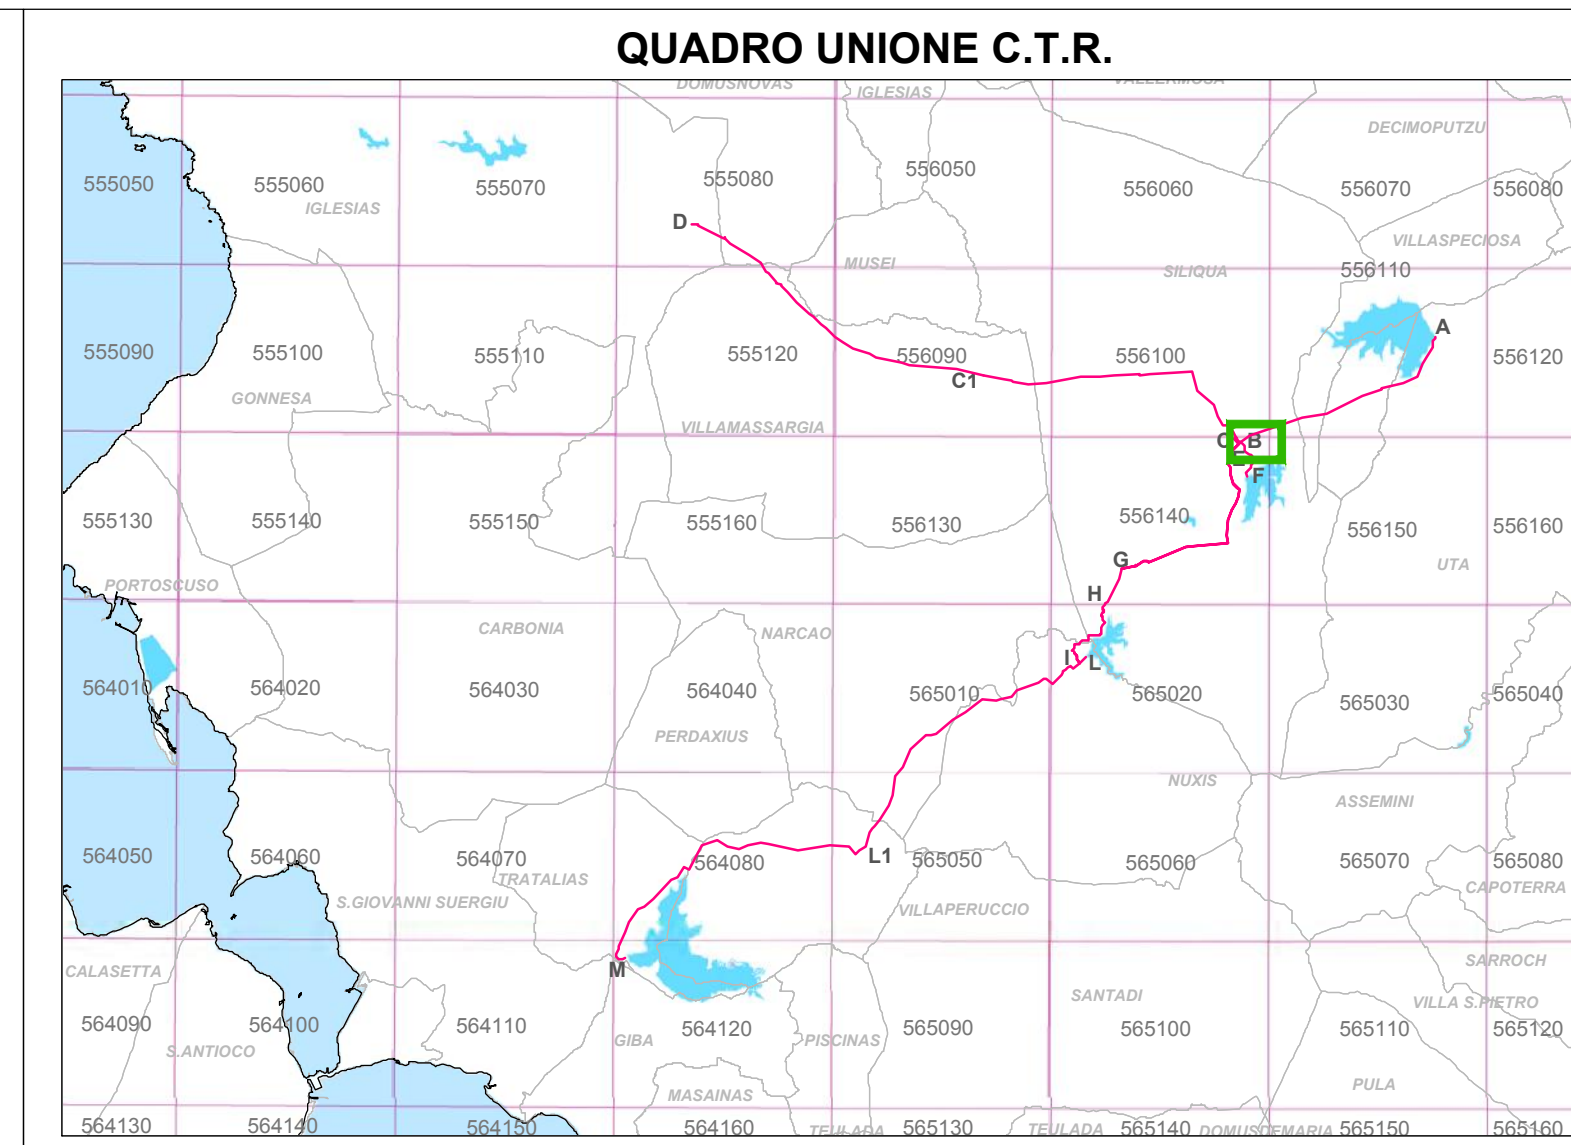 QUADRO UNIONE C.T.R.
DOMUSNOVAS
IGLESIAS
VALLERMOSA
DECIMOPUTZU
555050
555060
555070
555080
556050
556060
556070
556080
IGLESIAS
D
VILLASPECIOSA
MUSEI
SILIQUA
556110
A
555090
555100
555110
555120
556090
556100
556120
C1
GONNESA
VILLAMASSARGIA
C
B
E
F
555130
555140
555150
555160
556130
556140
556150
556160
G
UTA
PORTOSCUSO
H
CARBONIA
NARCAO
I
L
564010
564020
564030
564040
565010
565020
565030
565040
PERDAXIUS
NUXIS
ASSEMINI
564050
564060
564070
564080
L1
565050
565060
565070
565080
TRATALIAS
CAPOTERRA
S.GIOVANNI SUERGIU
VILLAPERUCCIO
CALASETTA
M
SARROCH
SANTADI
VILLA S.PIETRO
564090
564100
564110
564120
565090
565100
565110
565120
S.ANTIOCO
GIBA
PISCINAS
PULA
MASAINAS
564130
564140
564150
564160
TEULADA
565130
TEULADA
565140
DOMUSDEMARIA
565150
565160